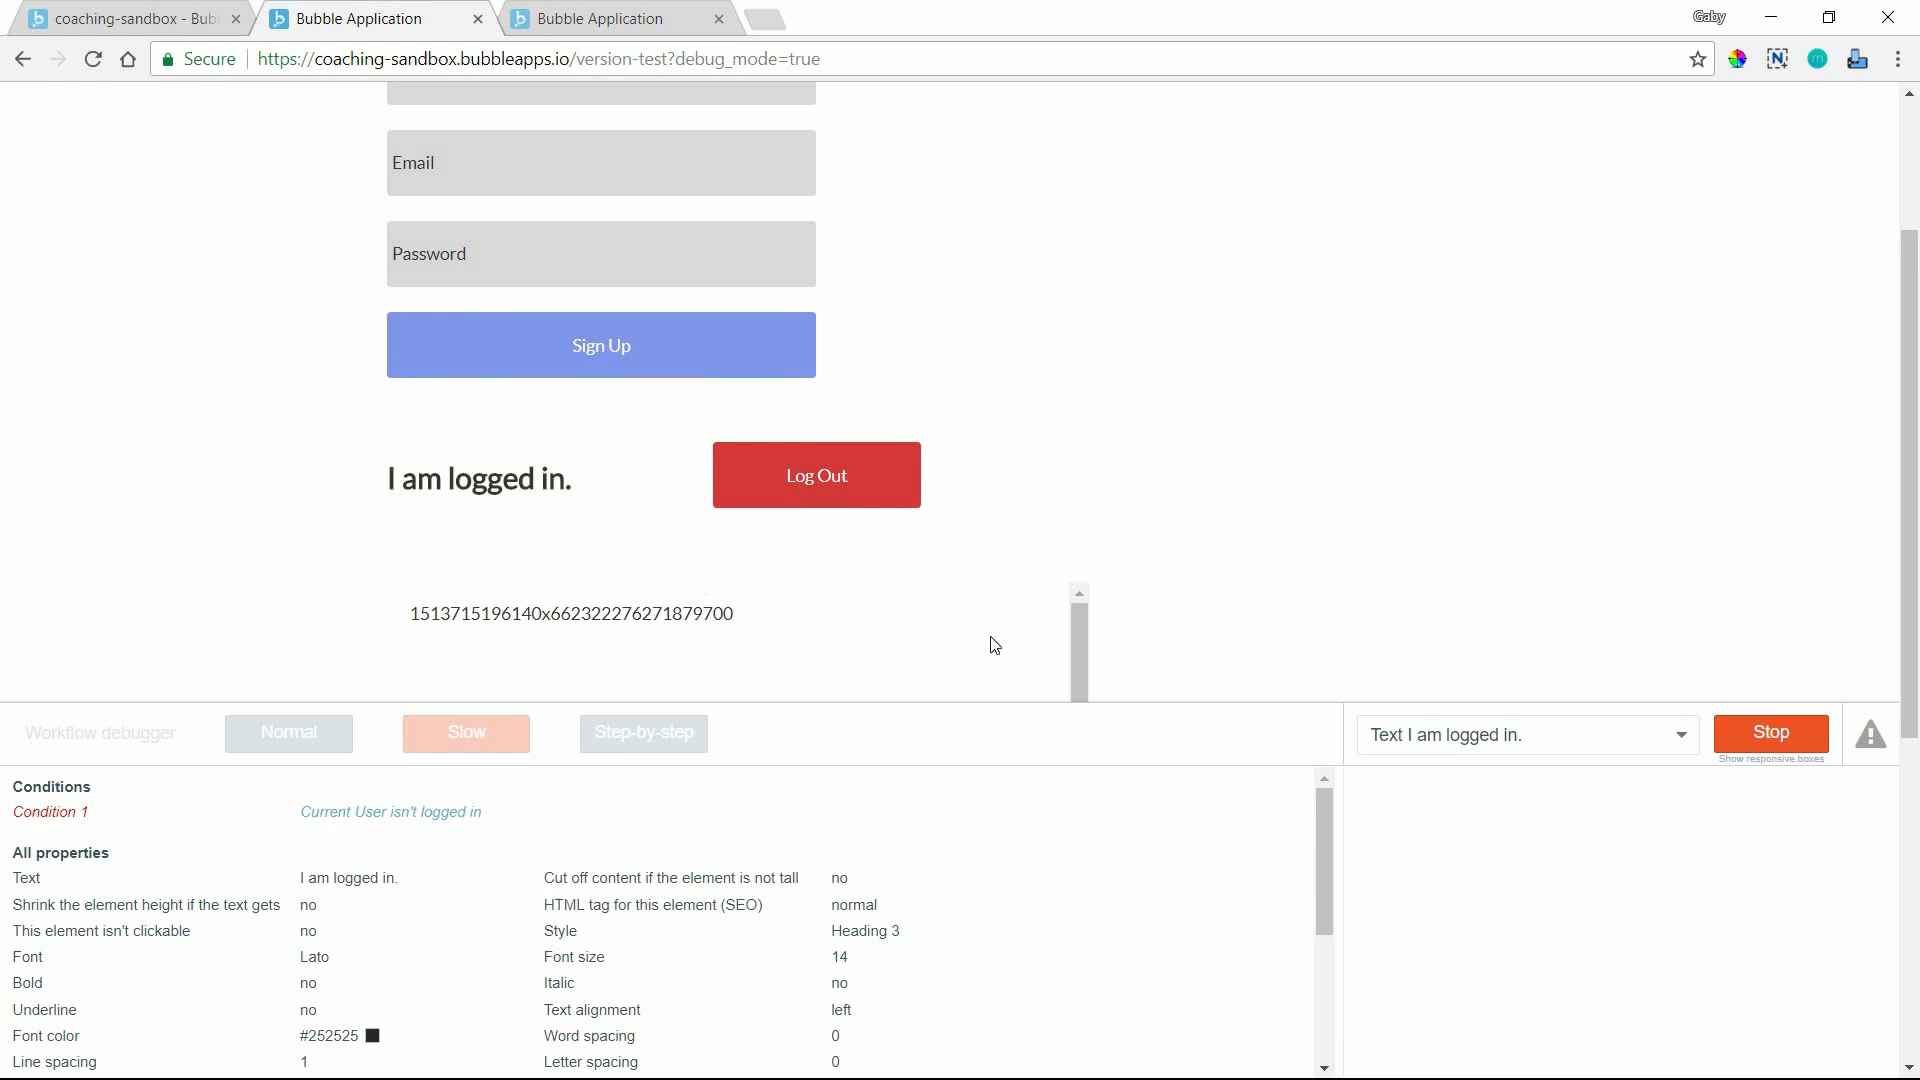 coaching-sandbox - Bub
Bubble Application
Bubble Application
Gaby
Secure
https://coaching-sandbox.bubbleapps.io/version-test?debug_mode=true
Email
Password
Sign Up
I am logged in.
Log Out
1513715196140x662322276271879700
Workflow debugger
Normal
Slow
Step-by-step
Text I am logged in.
Stop
Show responsive boxes
Conditions
Condition 1 Current User isn't logged in
All properties
Text I am logged in. Cut off content if the element is not tall no
Shrink the element height if the text gets no HTML tag for this element (SEO) normal
This element isn't clickable no Style Heading 3
Font Lato Font size 14
Bold no Italic no
Underline no Text alignment left
Font color #252525 Word spacing 0
Line spacing 1 Letter spacing 0